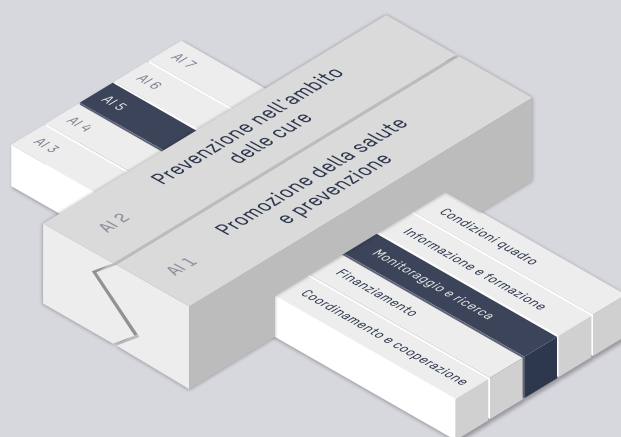 AI 7
AI 6
AI 5
AI 4
AI 3
Prevenzione nell'ambito
delle cure
AI 2
Promozione della salute
e prevenzione
AI 1
Condizioni quadro
Informazione e formazione
Monitoraggio e ricerca
Finanziamento
Coordinamento e cooperazione